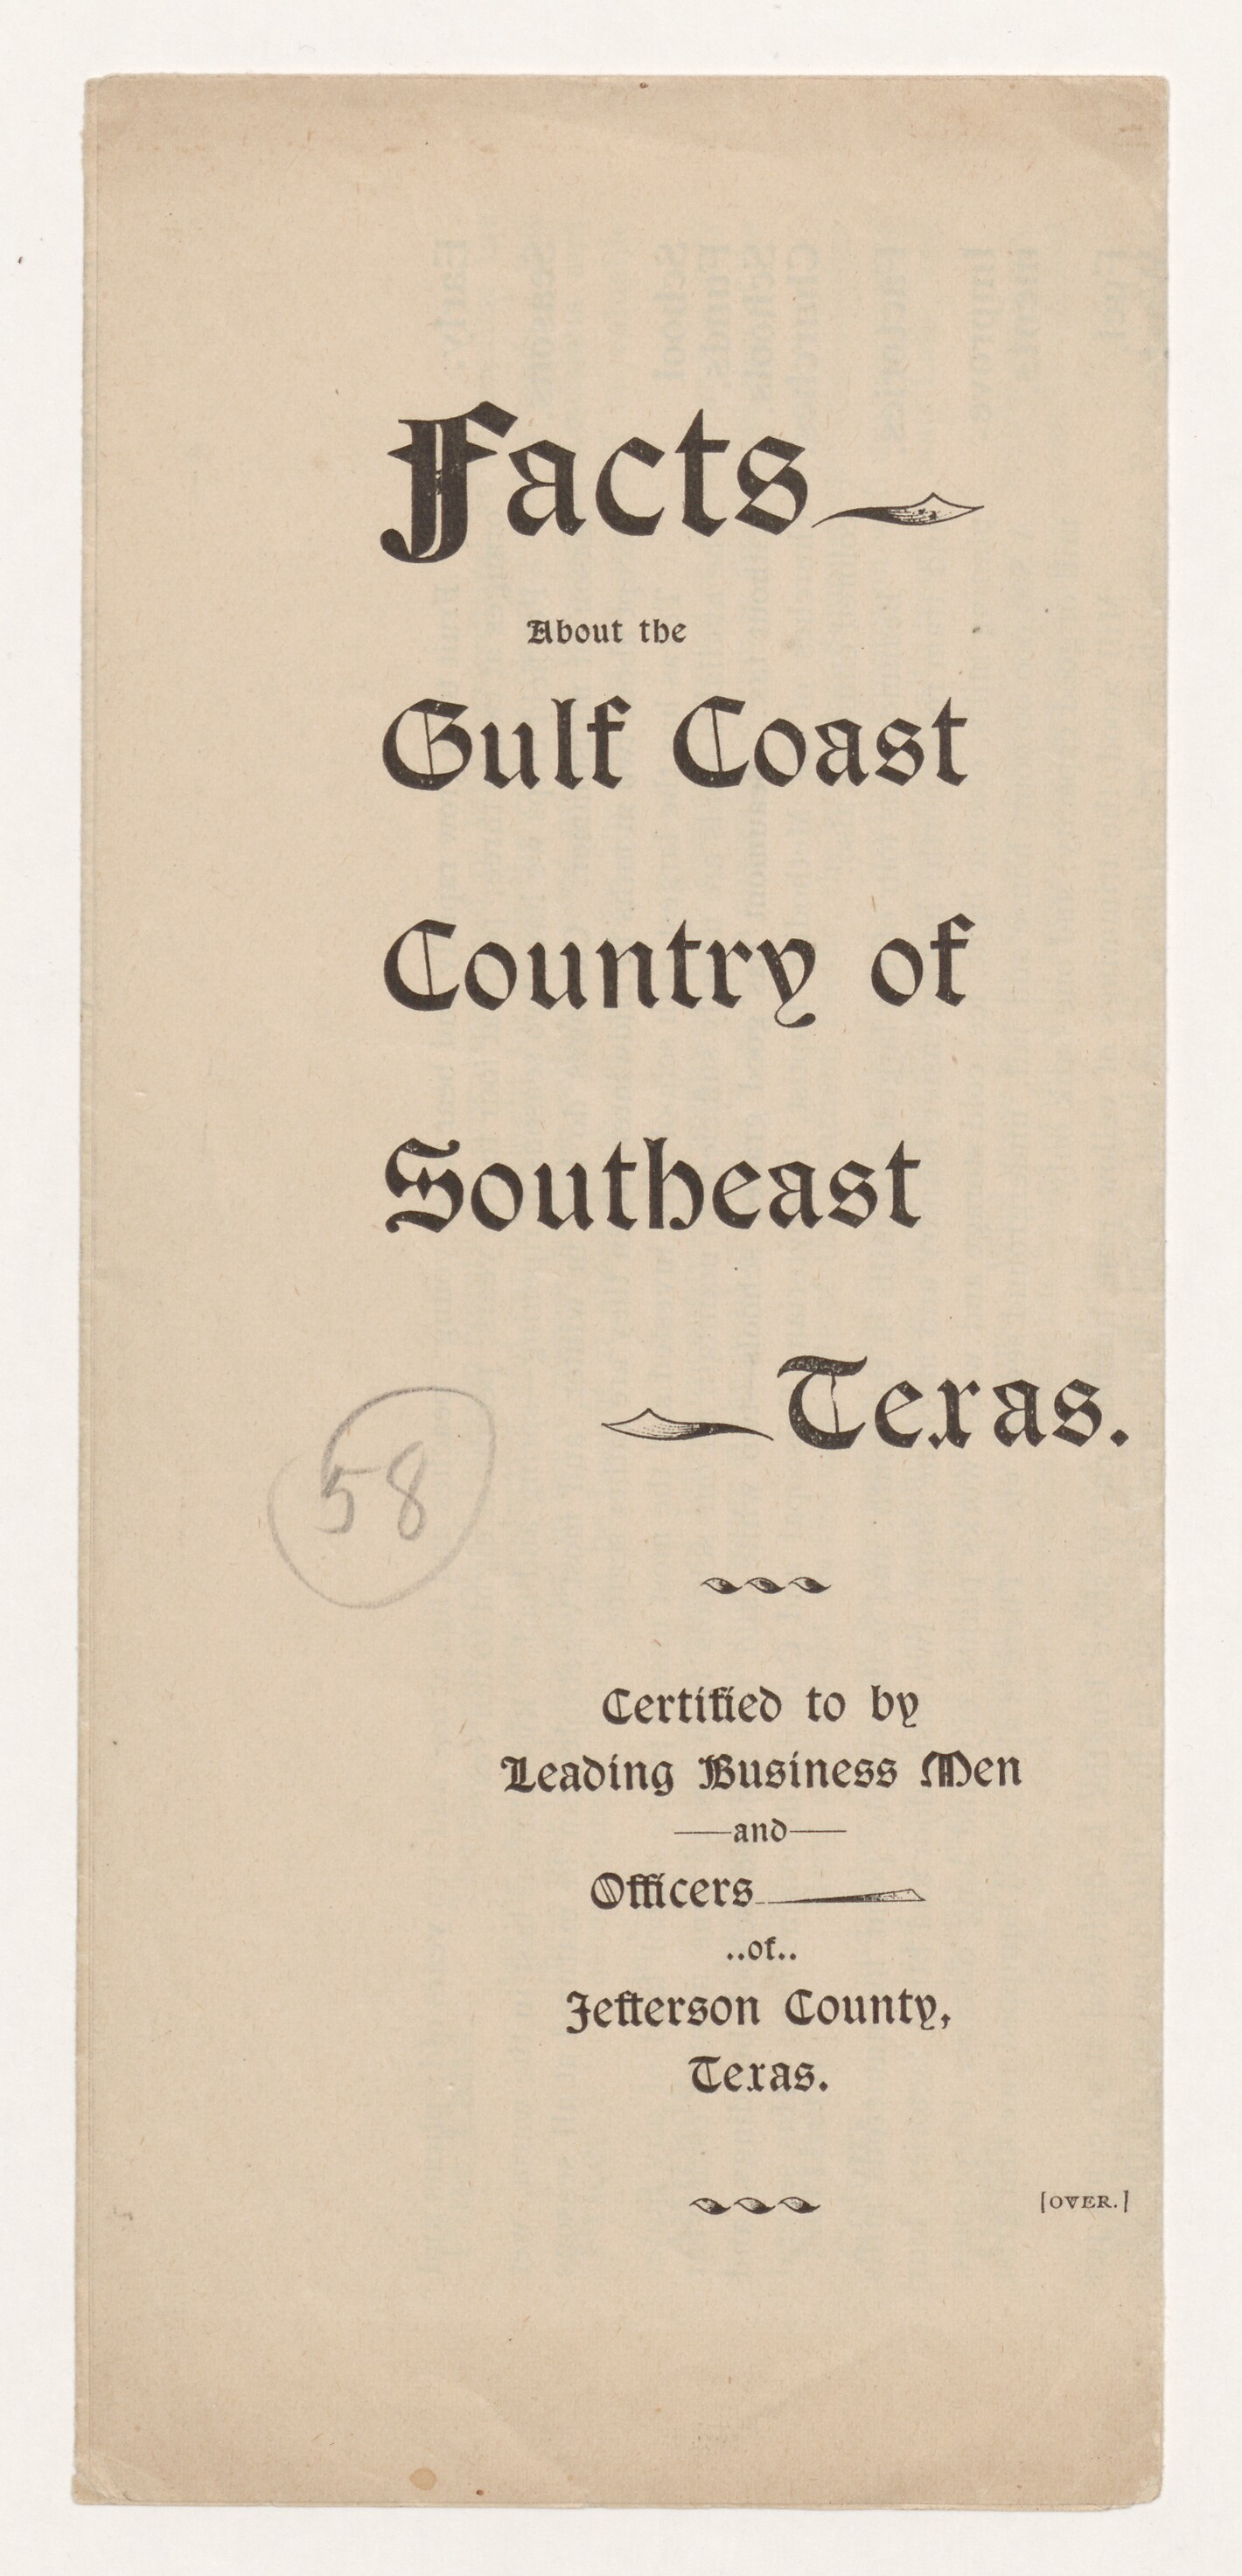 Facts
About the
Gulf Coast
Country of
Southeast
Texas.
58
Certified to by
Leading Business Men
—and—
Officers
..of..
Jefferson County,
Texas.
[OVER.]